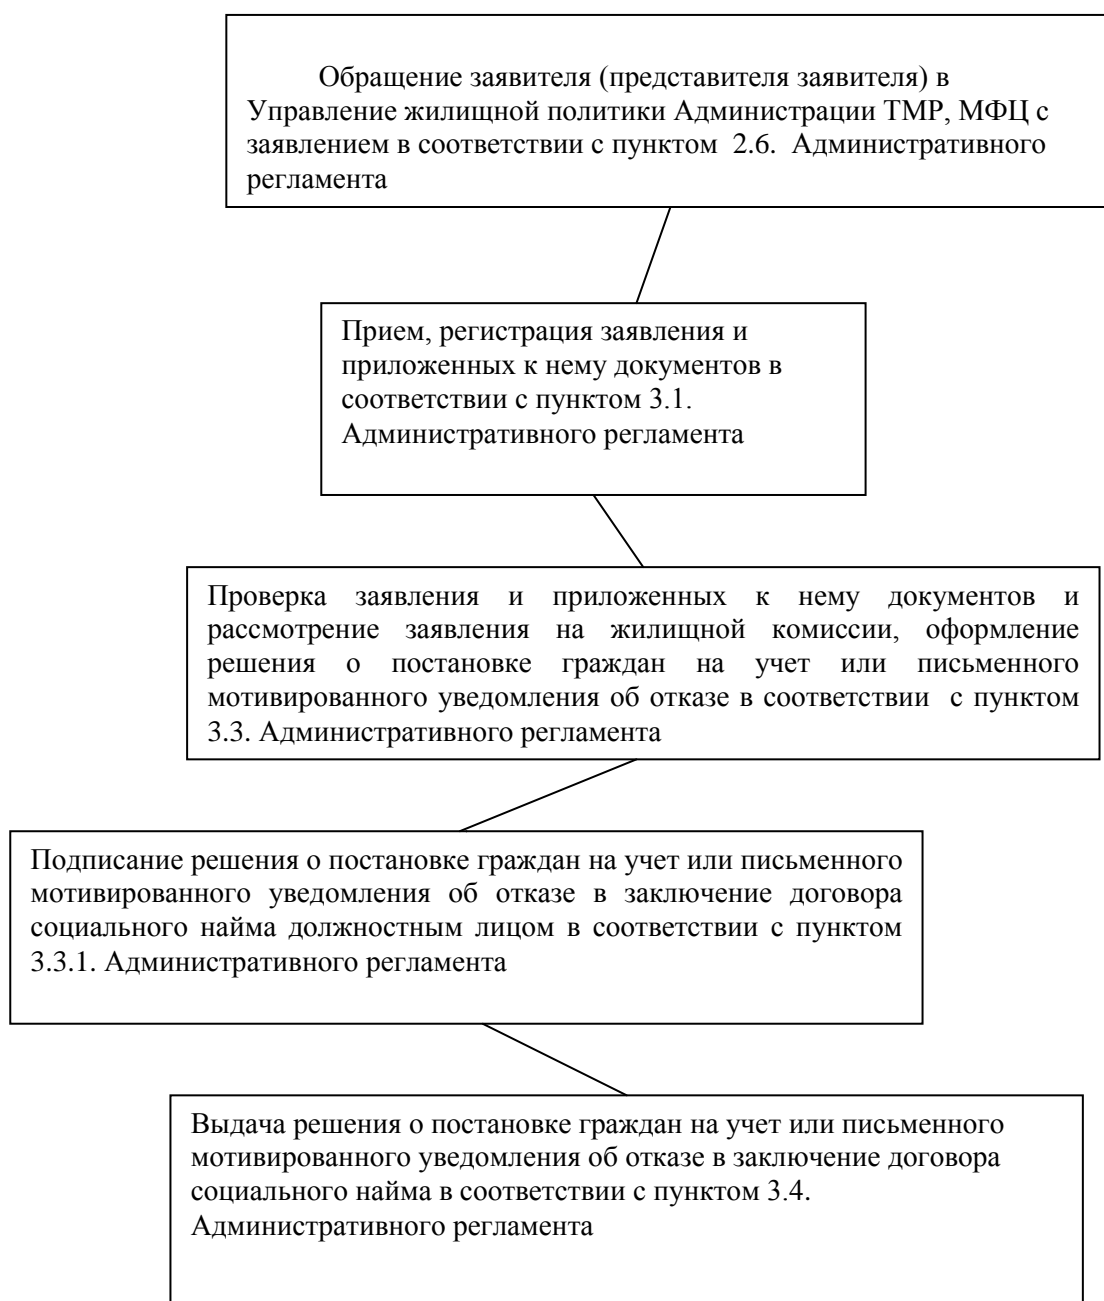 Обращение заявителя (представителя заявителя) в
Управление жилищной политики Администрации ТМР, МФЦ с
заявлением в соответствии с пунктом 2.6. Административного
регламента
Прием, регистрация заявления и
приложенных к нему документов в
соответствии с пунктом 3.1.
Административного регламента
Проверка заявления и приложенных к нему документов и
рассмотрение заявления на жилищной комиссии, оформление
решения о постановке граждан на учет или письменного
мотивированного уведомления об отказе в соответствии с пунктом
3.3. Административного регламента
Подписание решения о постановке граждан на учет или письменного
мотивированного уведомления об отказе в заключение договора
социального найма должностным лицом в соответствии с пунктом
3.3.1. Административного регламента
Выдача решения о постановке граждан на учет или письменного
мотивированного уведомления об отказе в заключение договора
социального найма в соответствии с пунктом 3.4.
Административного регламента